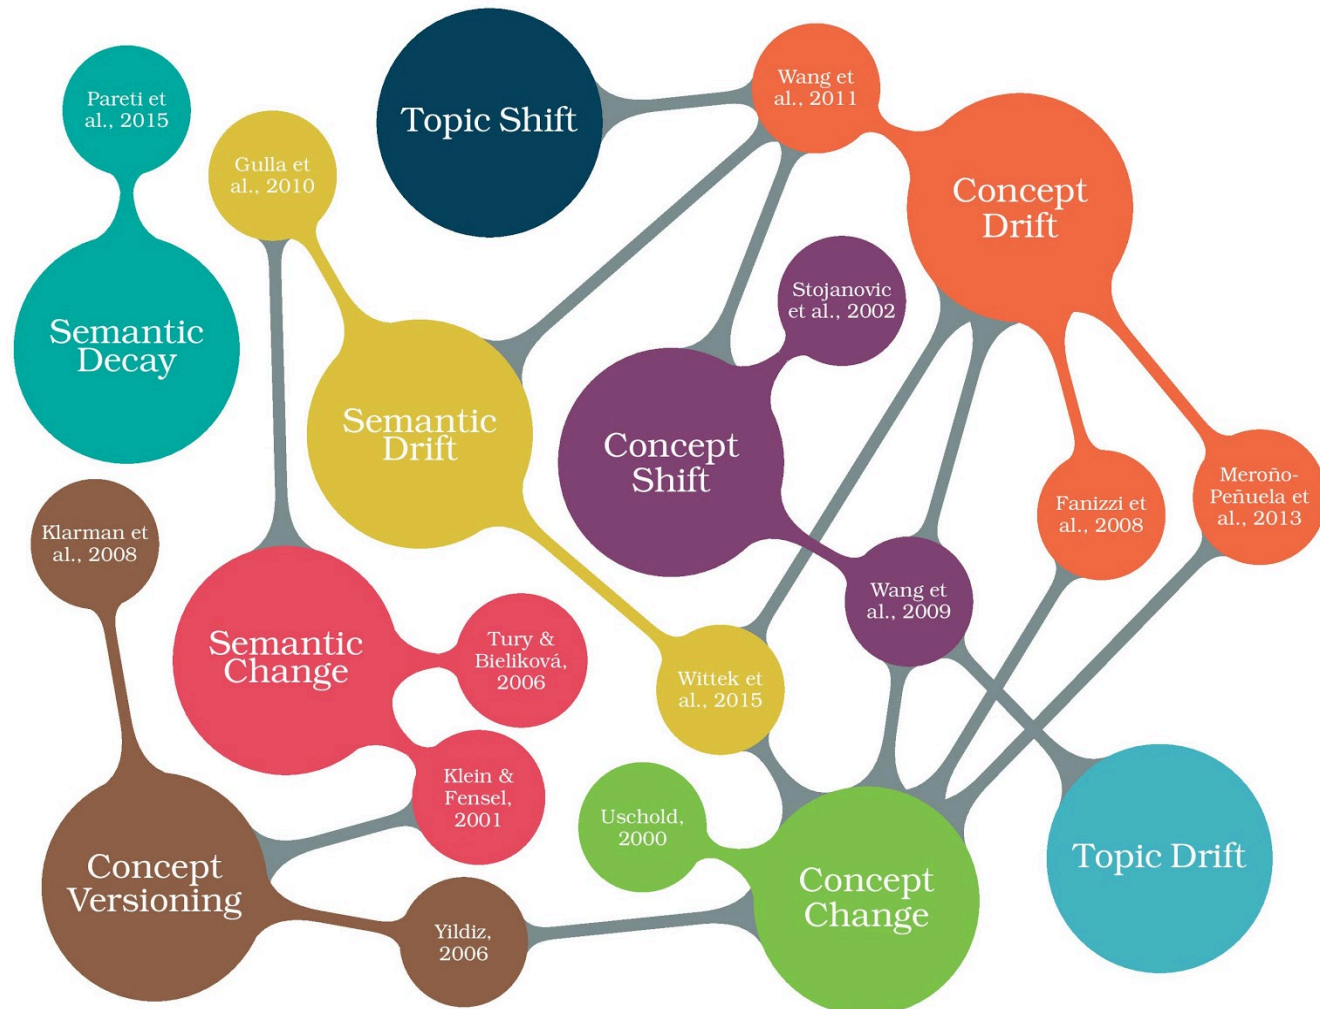 Pareti et
al., 2015
Gulla et
al., 2010
Topic Shift
Wang et
al., 2011
Concept
Drift
Stojanovic
et al., 2002
Semantic
Decay
Semantic
Drift
Concept
Shift
Klarman et
al., 2008
Fanizzi et
al., 2008
Meroño-
Peñuela et
al., 2013
Wang et
al., 2009
Semantic
Change
Tury &
Bieliková,
2006
Wittek et
al., 2015
Klein &
Fensel,
2001
Uschold,
2000
Concept
Versioning
Yildiz,
2006
Concept
Change
Topic Drift